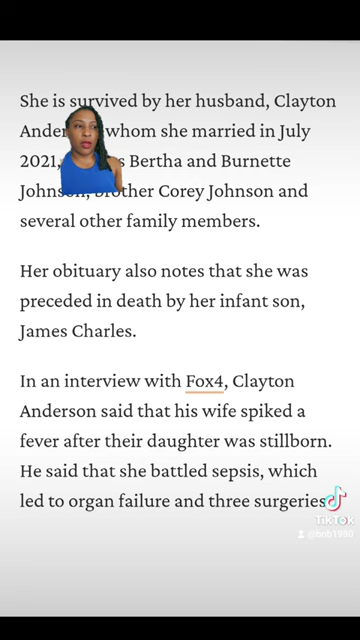 She is survived by her husband, Clayton
whom she married in July
2021, Bertha and Burnette
brother Corey Johnson and
several other family members.
Her obituary also notes that she was
preceded in death by her infant son,
James Charles.
In an interview with Fox4, Clayton
Anderson said that his wife spiked a
fever after their daughter was stillborn.
He said that she battled sepsis, which
led to organ failure and three surgeries
TikTok
@bnb1990